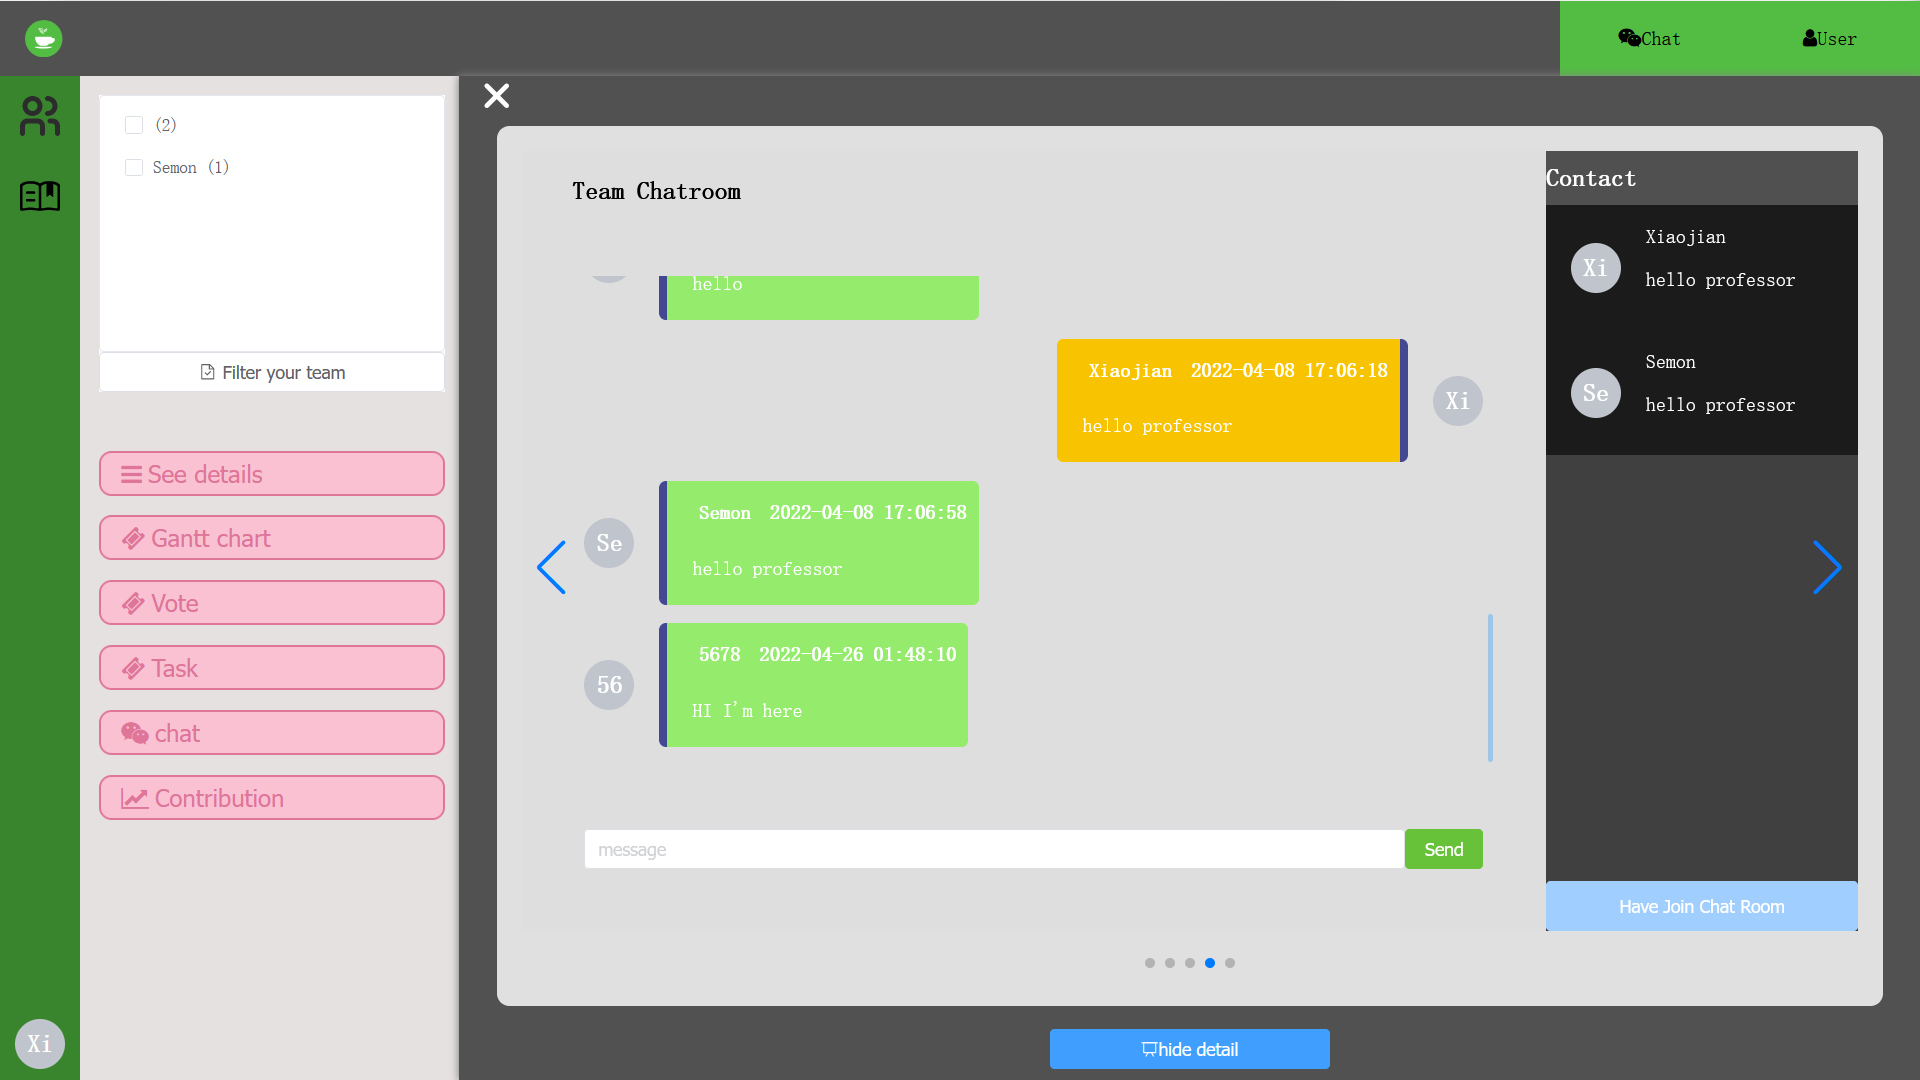 Chat
User
(2)
Semon (1)
Filter your team
See details
Gantt chart
Vote
Task
chat
Contribution
Xi
Team Chatroom
hello
Xiaojian 2022-04-08 17:06:18
hello professor
Xi
Semon 2022-04-08 17:06:58
Se
hello professor
5678 2022-04-26 01:48:10
56
HI I'm here
message
Send
Contact
Xiaojian
Xi
hello professor
Semon
Se
hello professor
Have Join Chat Room
hide detail